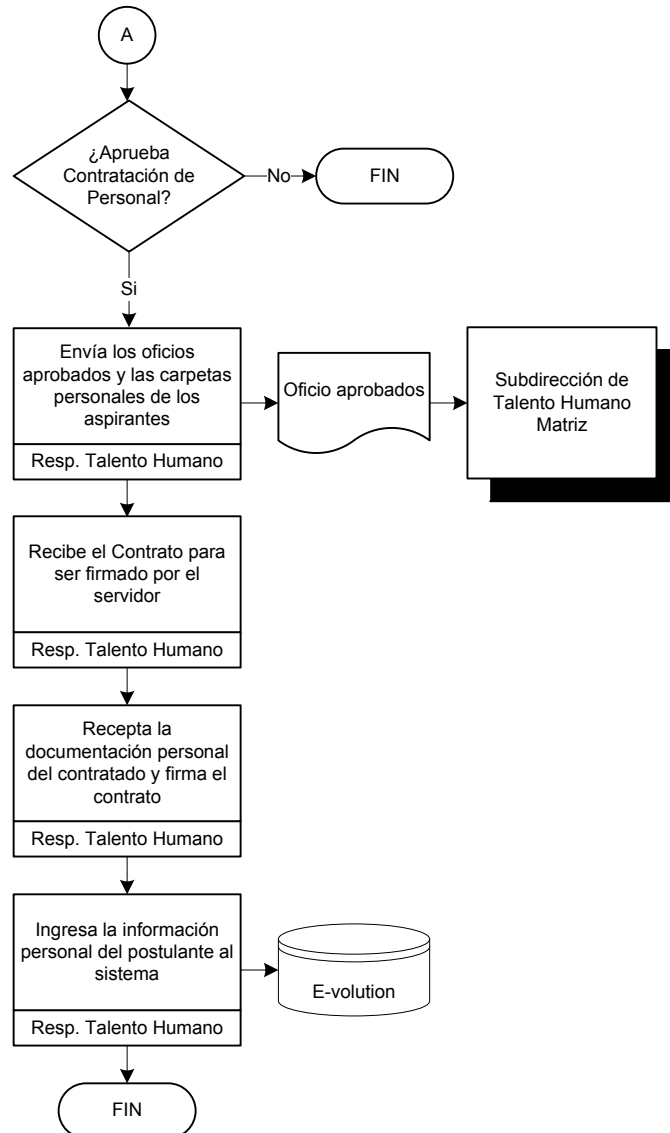 A
¿Aprueba
Contratación de
Personal?
No
FIN
Si
Envía los oficios
aprobados y las carpetas
personales de los
aspirantes
Resp. Talento Humano
Oficio aprobados
Subdirección de
Talento Humano
Matriz
Recibe el Contrato para
ser firmado por el
servidor
Resp. Talento Humano
Recepta la
documentación personal
del contratado y firma el
contrato
Resp. Talento Humano
Ingresa la información
personal del postulante al
sistema
Resp. Talento Humano
E-volution
FIN